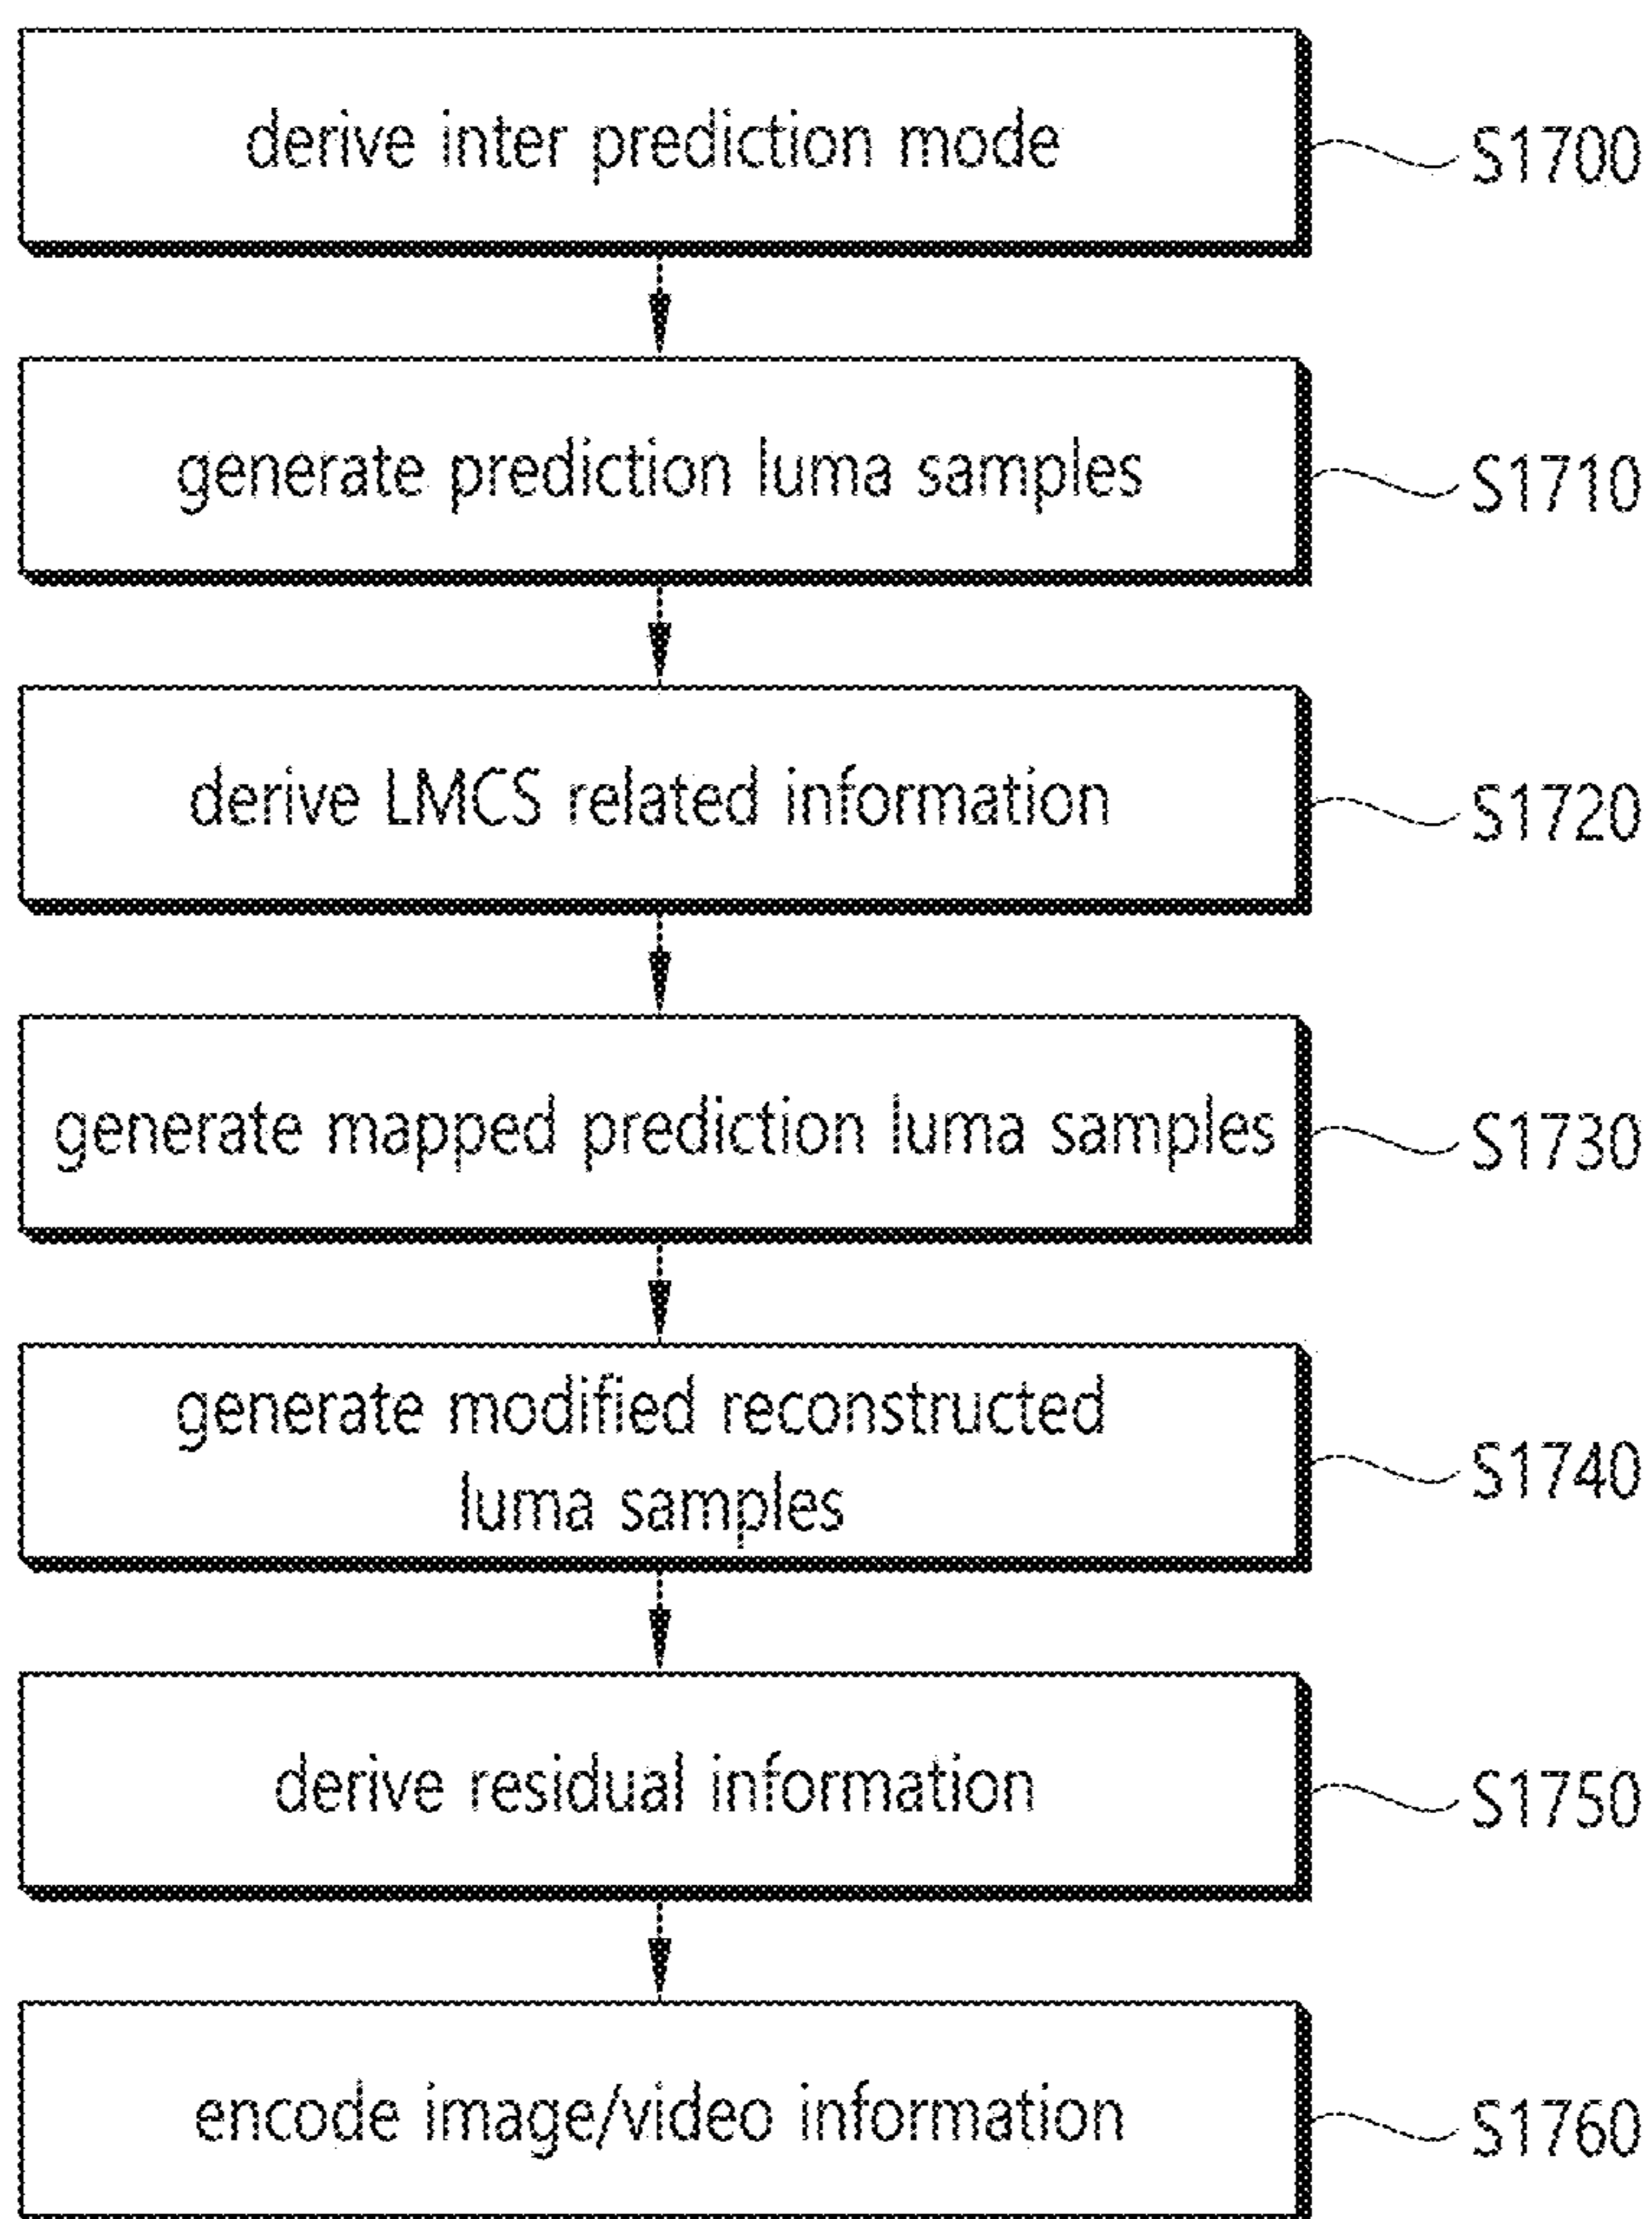 derive inter prediction mode
S1700
generate prediction luma samples
S1710
derive LMCS related information
S1720
generate mapped prediction luma samples
S1730
generate modified reconstructed
luma samples
S1740
derive residual information
S1750
encode image/video information
S1760